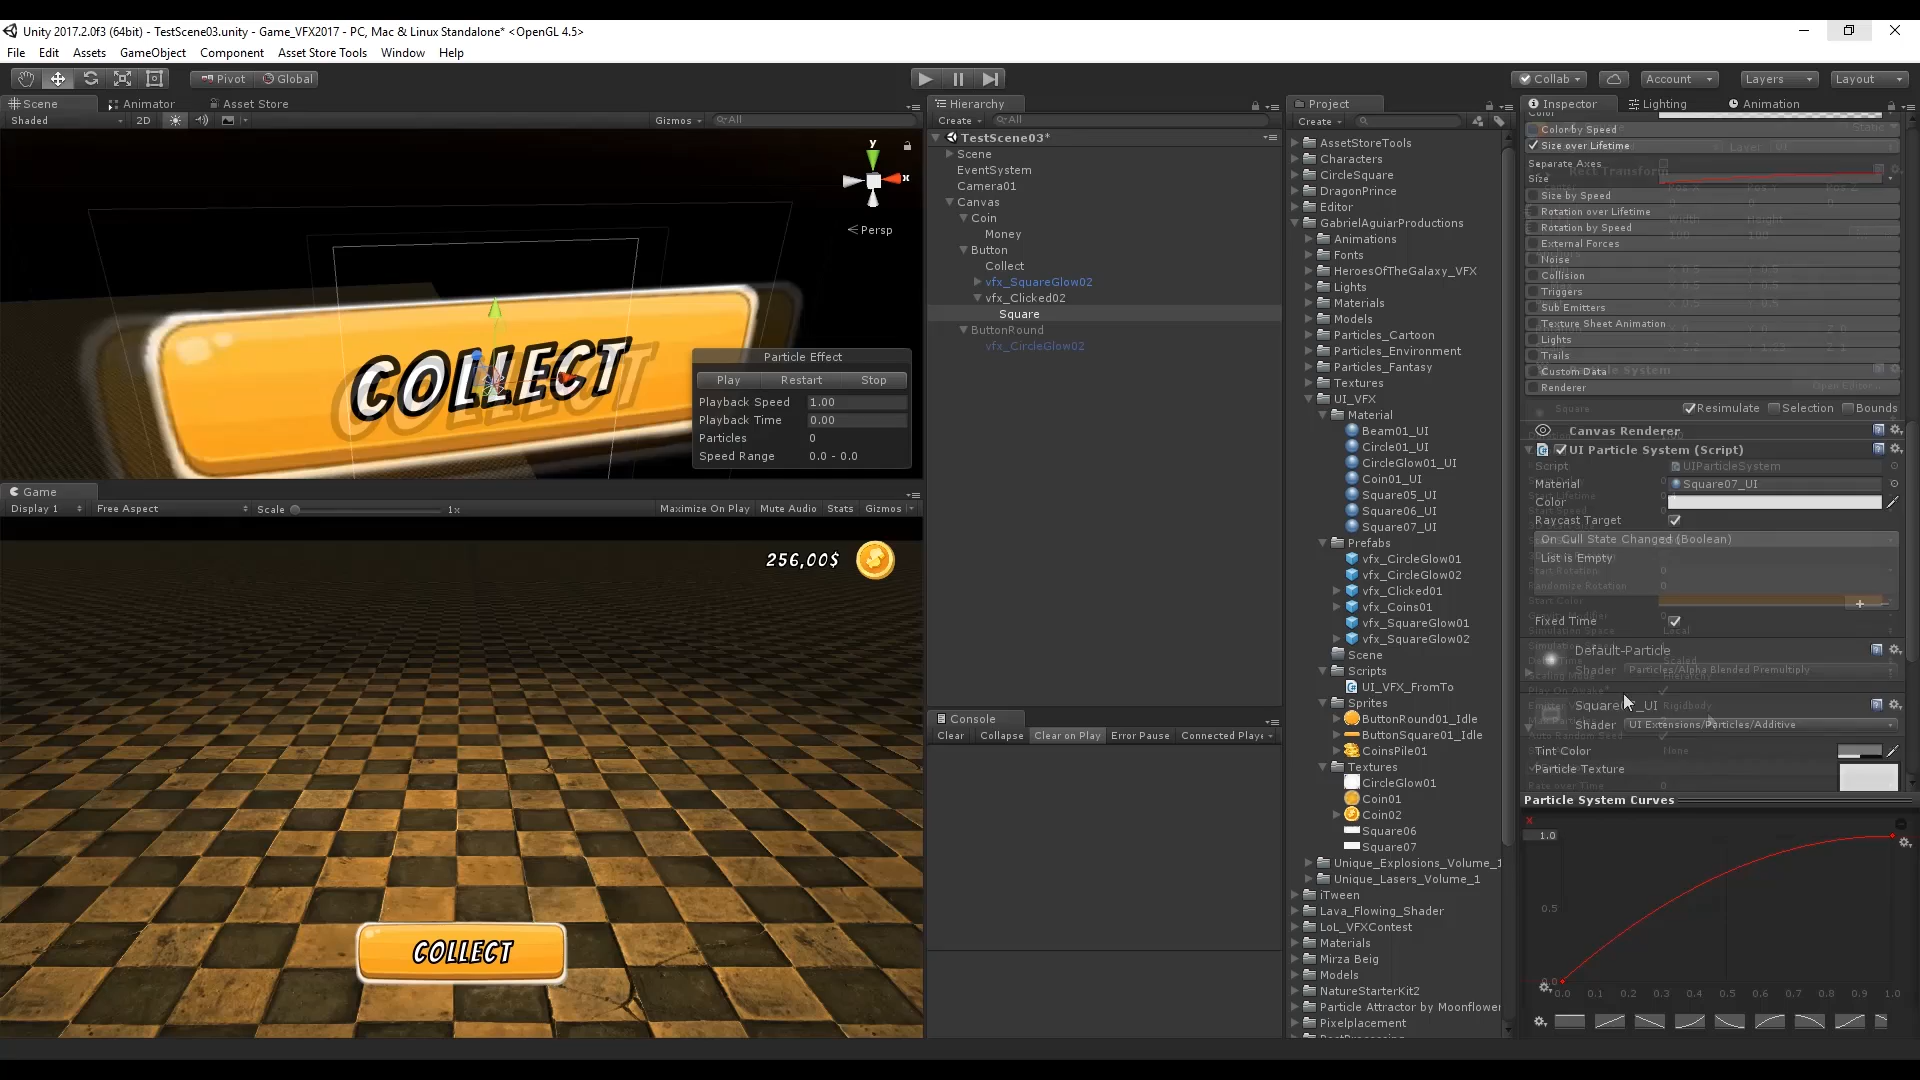 Unity 2017.2.0f3 (64bit) - TestScene03.unity - Game_VFX2017 - PC, Mac & Linux Standalone* <OpenGL 4.5>
File Edit Assets GameObject Component Asset Store Tools Window Help
Pivot Global
Collab Account Layers Layout
Scene Animator Asset Store
Shaded 2D Gizmos All
y
x
Persp
COLLECT
Particle Effect
Play Restart Stop
Playback Speed 1.00
Playback Time 0.00
Particles 0
Speed Range 0.0 - 0.0
Game
Display 1 Free Aspect Scale 1x Maximize On Play Mute Audio Stats Gizmos
256,00$
COLLECT
Hierarchy
Create All
TestScene03*
Scene
EventSystem
Camera01
Canvas
Coin
Money
Button
Collect
vfx_SquareGlow02
vfx_Clicked02
Square
ButtonRound
vfx_CircleGlow02
Console
Clear Collapse Clear on Play Error Pause Connected Playe
Project
Create
AssetStoreTools
Characters
CircleSquare
DragonPrince
Editor
GabrielAguiarProductions
Animations
Fonts
HeroesOfTheGalaxy_VFX
Lights
Materials
Models
Particles_Cartoon
Particles_Environment
Particles_Fantasy
Textures
UI_VFX
Material
Beam01_UI
Circle01_UI
CircleGlow01_UI
Coin01_UI
Square05_UI
Square06_UI
Square07_UI
Prefabs
vfx_CircleGlow01
vfx_CircleGlow02
vfx_Clicked01
vfx_Coins01
vfx_SquareGlow01
vfx_SquareGlow02
Scene
Scripts
UI_VFX_FromTo
Sprites
ButtonRound01_Idle
ButtonSquare01_Idle
CoinsPile01
Textures
CircleGlow01
Coin01
Coin02
Square06
Square07
Unique_Explosions_Volume_1
Unique_Lasers_Volume_1
iTween
Lava_Flowing_Shader
LoL_VFXContest
Materials
Mirza Beig
Models
NatureStarterKit2
Particle Attractor by Moonflower
Pixelplacement
Inspector Lighting Animation
Color
Color by Speed
Size over Lifetime
Separate Axes
Size
Size by Speed
Rotation over Lifetime
Rotation by Speed
External Forces
Noise
Collision
Triggers
Sub Emitters
Texture Sheet Animation
Lights
Trails
Custom Data
Renderer
Resimulate Selection Bounds
Canvas Renderer
UI Particle System (Script)
Script UIParticleSystem
Material Square07_UI
Color
Raycast Target
On Cull State Changed (Boolean)
List is Empty
Fixed Time
Default-Particle
Shader Particles/Alpha Blended Premultiply
Shader UI Extensions/Particles/Additive
Tint Color
Particle Texture
Particle System Curves
x
1.0
0.5
0.0 0.1 0.2 0.3 0.4 0.5 0.6 0.7 0.8 0.9 1.0